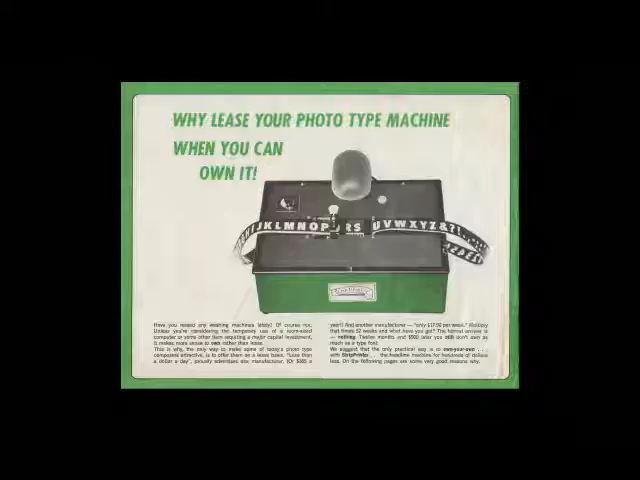 WHY LEASE YOUR PHOTO TYPE MACHINE
WHEN YOU CAN
OWN IT!
IJKLMNOP RS UVWXYZ&?!
Have you leased any washing machines lately? Of course not.
Unless you're considering the temporary use of a room-sized
computer or some other item requiring a major capital investment,
it makes more sense to own rather than lease.
This is why, the only way to make some of today's photo type
composers attractive, is to offer them on a lease basis. "Less than
a dollar a day", proudly advertises one manufacturer. (Or $365 a
year!) And another manufacturer — "only $17.50 per week." Multiply
that times 52 weeks and what have you got? The famous answer is
— nothing. Twelve months and $900 later you still don't own as
much as a type font!
We suggest that the only practical way is to own-your-own . . .
with StripPrinter . . . the headline machine for hundreds of dollars
less. On the following pages are some very good reasons why.